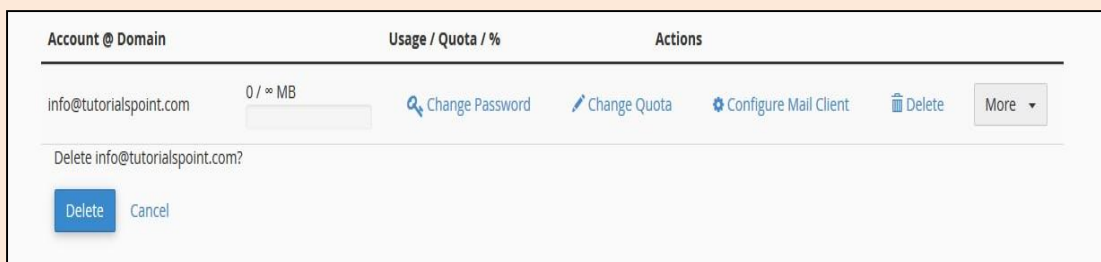 Account @ Domain Usage / Quota / % Actions
info@tutorialspoint.com 0 / ∞ MB Change Password Change Quota Configure Mail Client Delete More
Delete info@tutorialspoint.com?
Delete Cancel